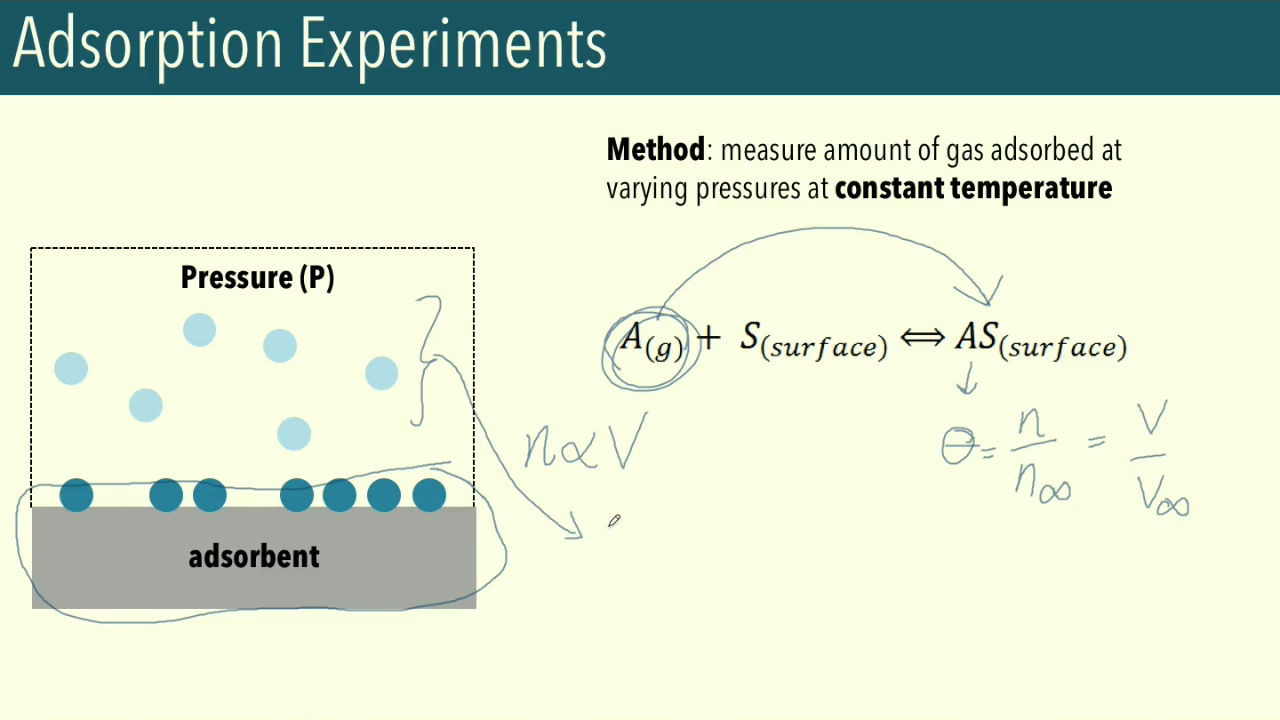 Adsorption Experiments
Method: measure amount of gas adsorbed at
varying pressures at constant temperature
Pressure (P)
A(g) + S(surface) ⟺ AS(surface)
n ∝ V
θ = n/n∞ = V/V∞
adsorbent